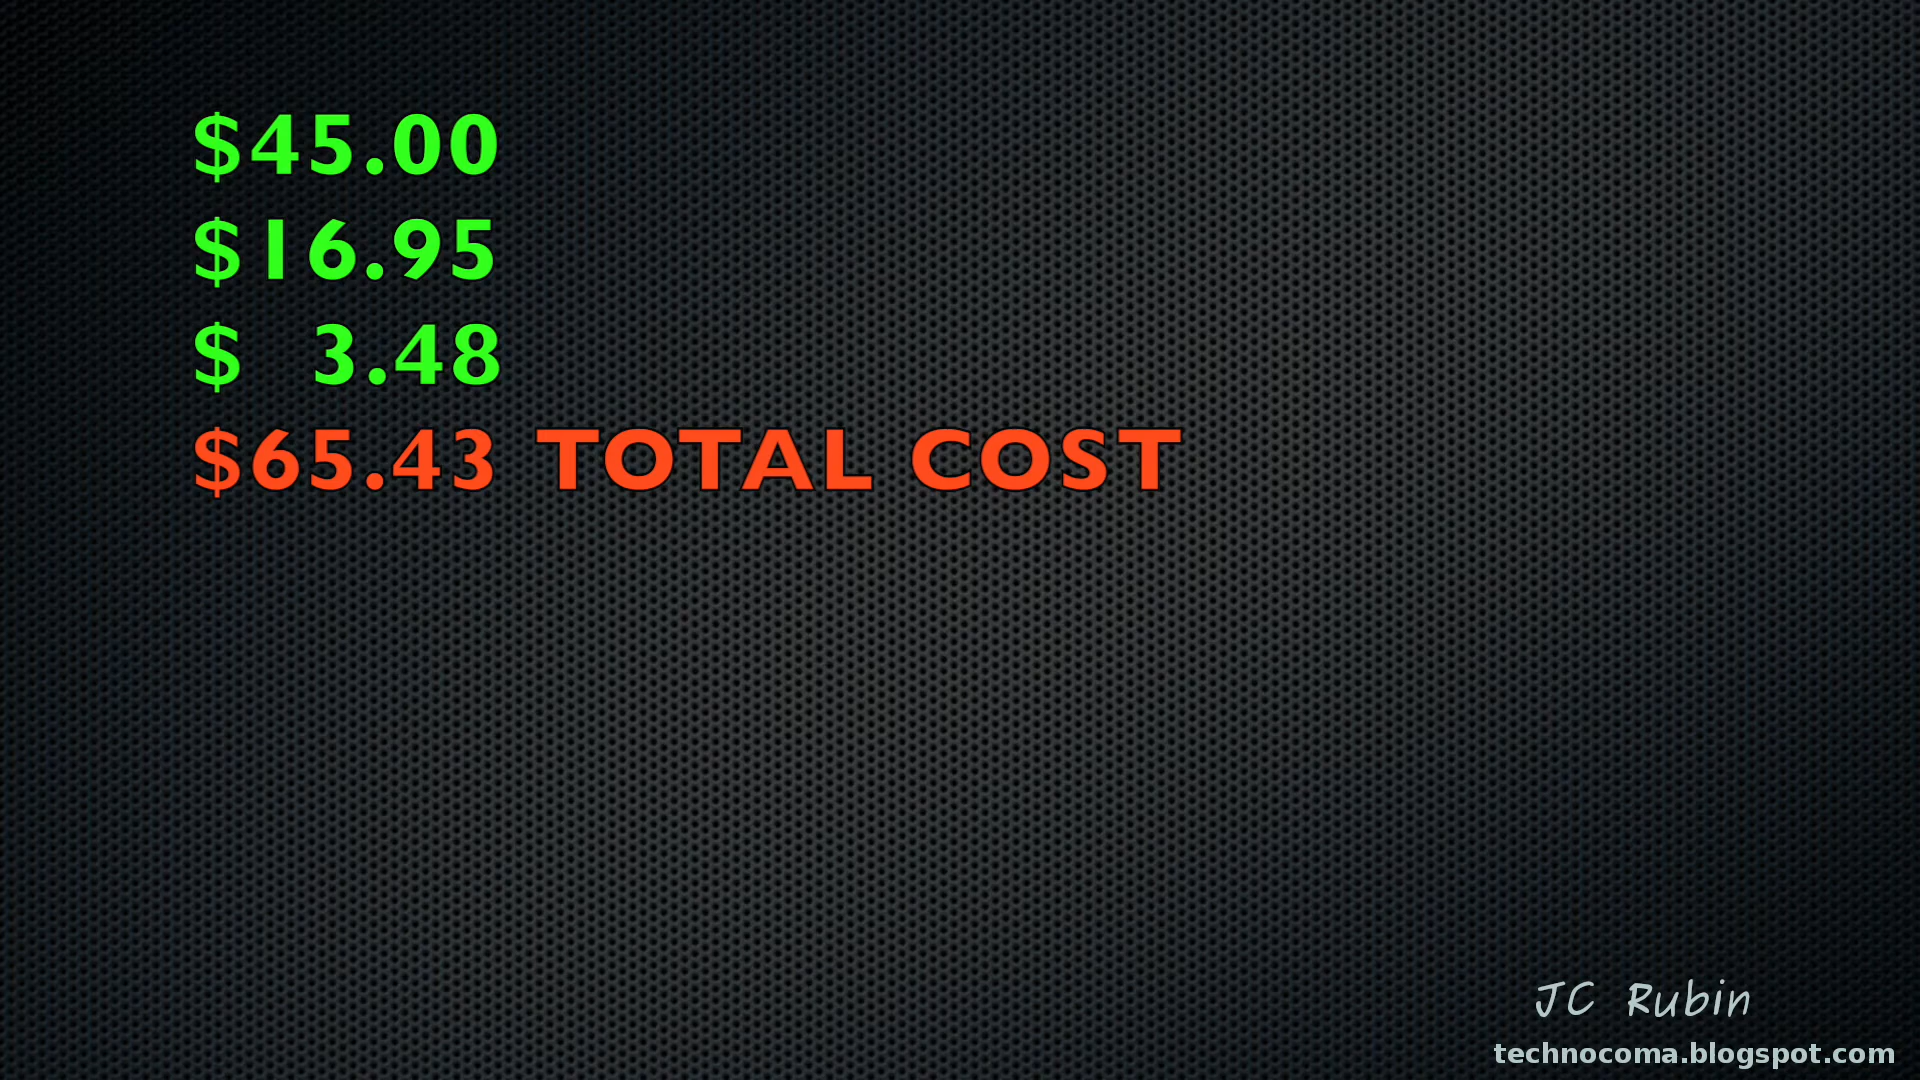 $45.00
$16.95
$ 3.48
$65.43 TOTAL COST
JC Rubin
technocoma.blogspot.com